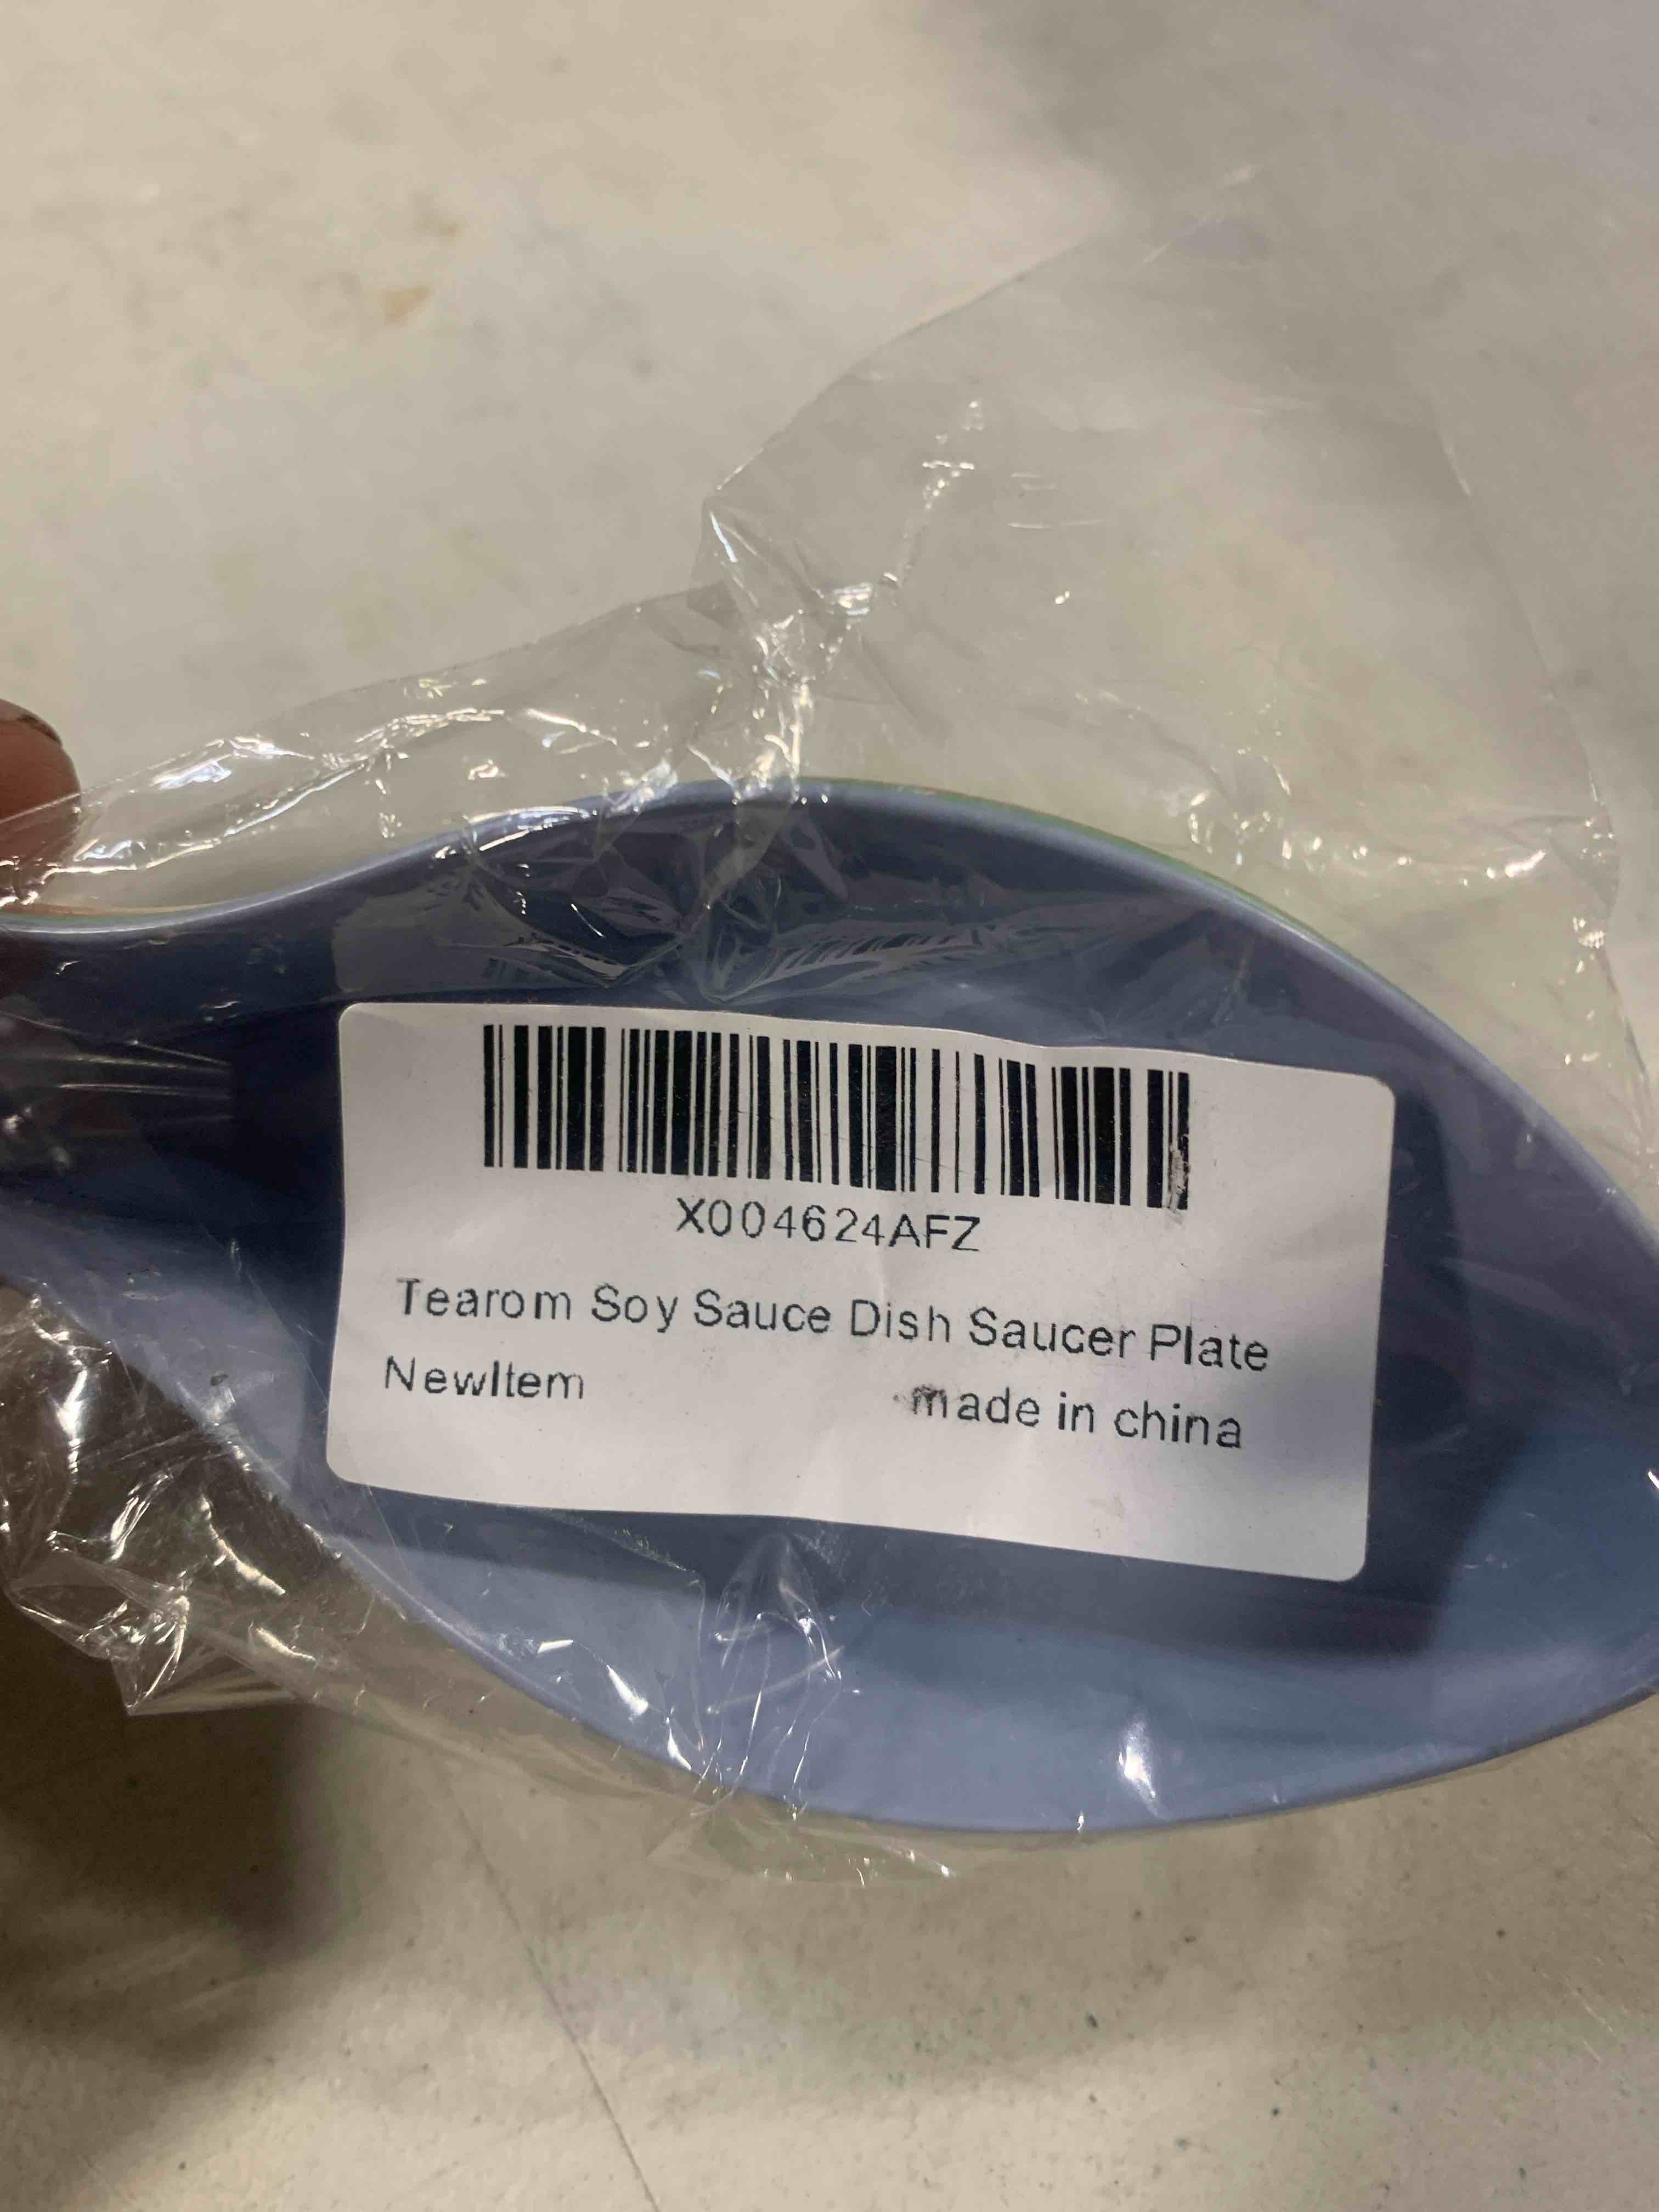 X004624AFZ
Tearom Soy Sauce Dish Saucer Plate
NewItem made in china